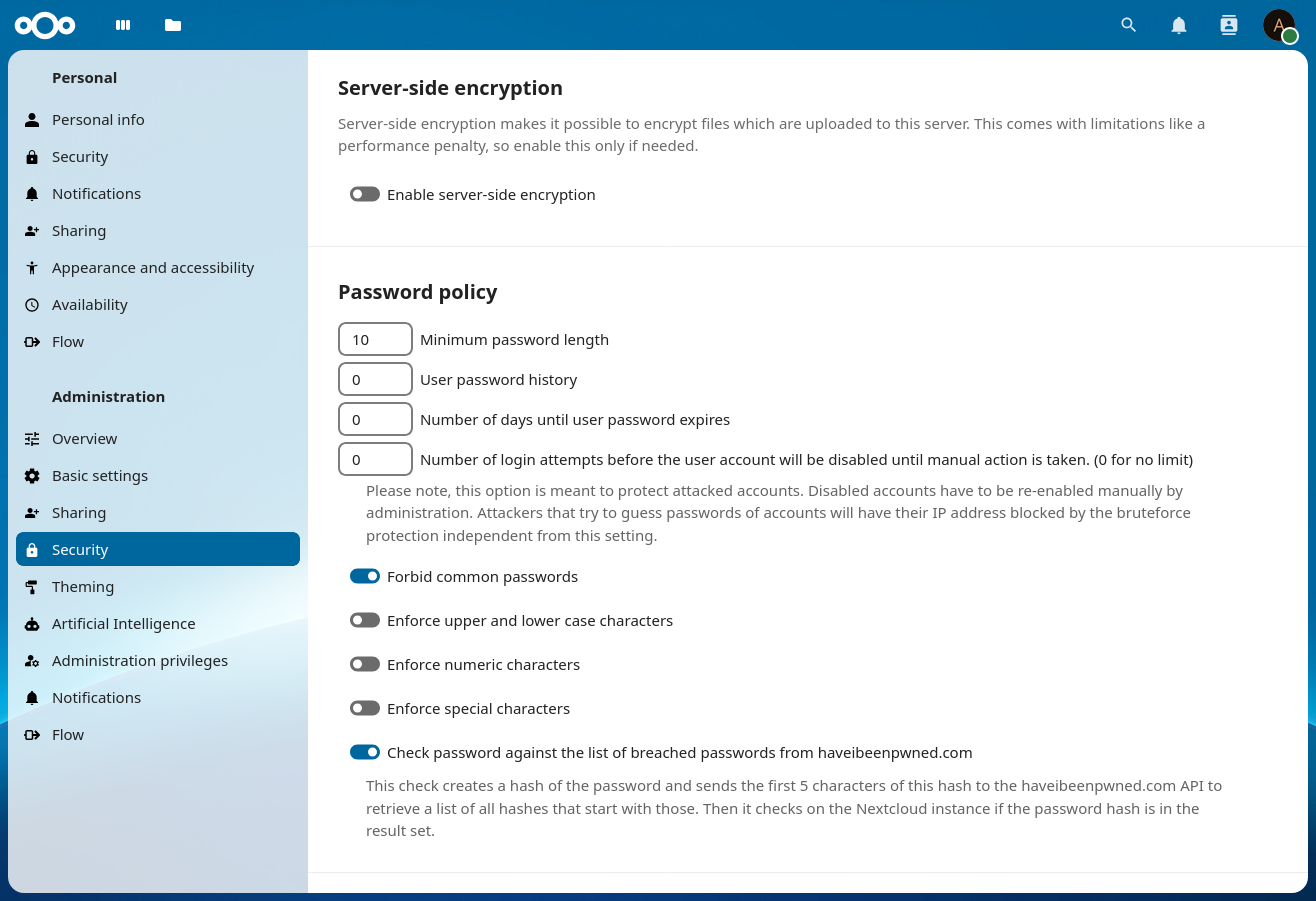 A
Personal
Personal info
Security
Notifications
Sharing
Appearance and accessibility
Availability
Flow
Administration
Overview
Basic settings
Sharing
Security
Theming
Artificial Intelligence
Administration privileges
Notifications
Flow
Server-side encryption
Server-side encryption makes it possible to encrypt files which are uploaded to this server. This comes with limitations like a
performance penalty, so enable this only if needed.
Enable server-side encryption
Password policy
10 Minimum password length
0 User password history
0 Number of days until user password expires
0 Number of login attempts before the user account will be disabled until manual action is taken. (0 for no limit)
Please note, this option is meant to protect attacked accounts. Disabled accounts have to be re-enabled manually by
administration. Attackers that try to guess passwords of accounts will have their IP address blocked by the bruteforce
protection independent from this setting.
Forbid common passwords
Enforce upper and lower case characters
Enforce numeric characters
Enforce special characters
Check password against the list of breached passwords from haveibeenpwned.com
This check creates a hash of the password and sends the first 5 characters of this hash to the haveibeenpwned.com API to
retrieve a list of all hashes that start with those. Then it checks on the Nextcloud instance if the password hash is in the
result set.